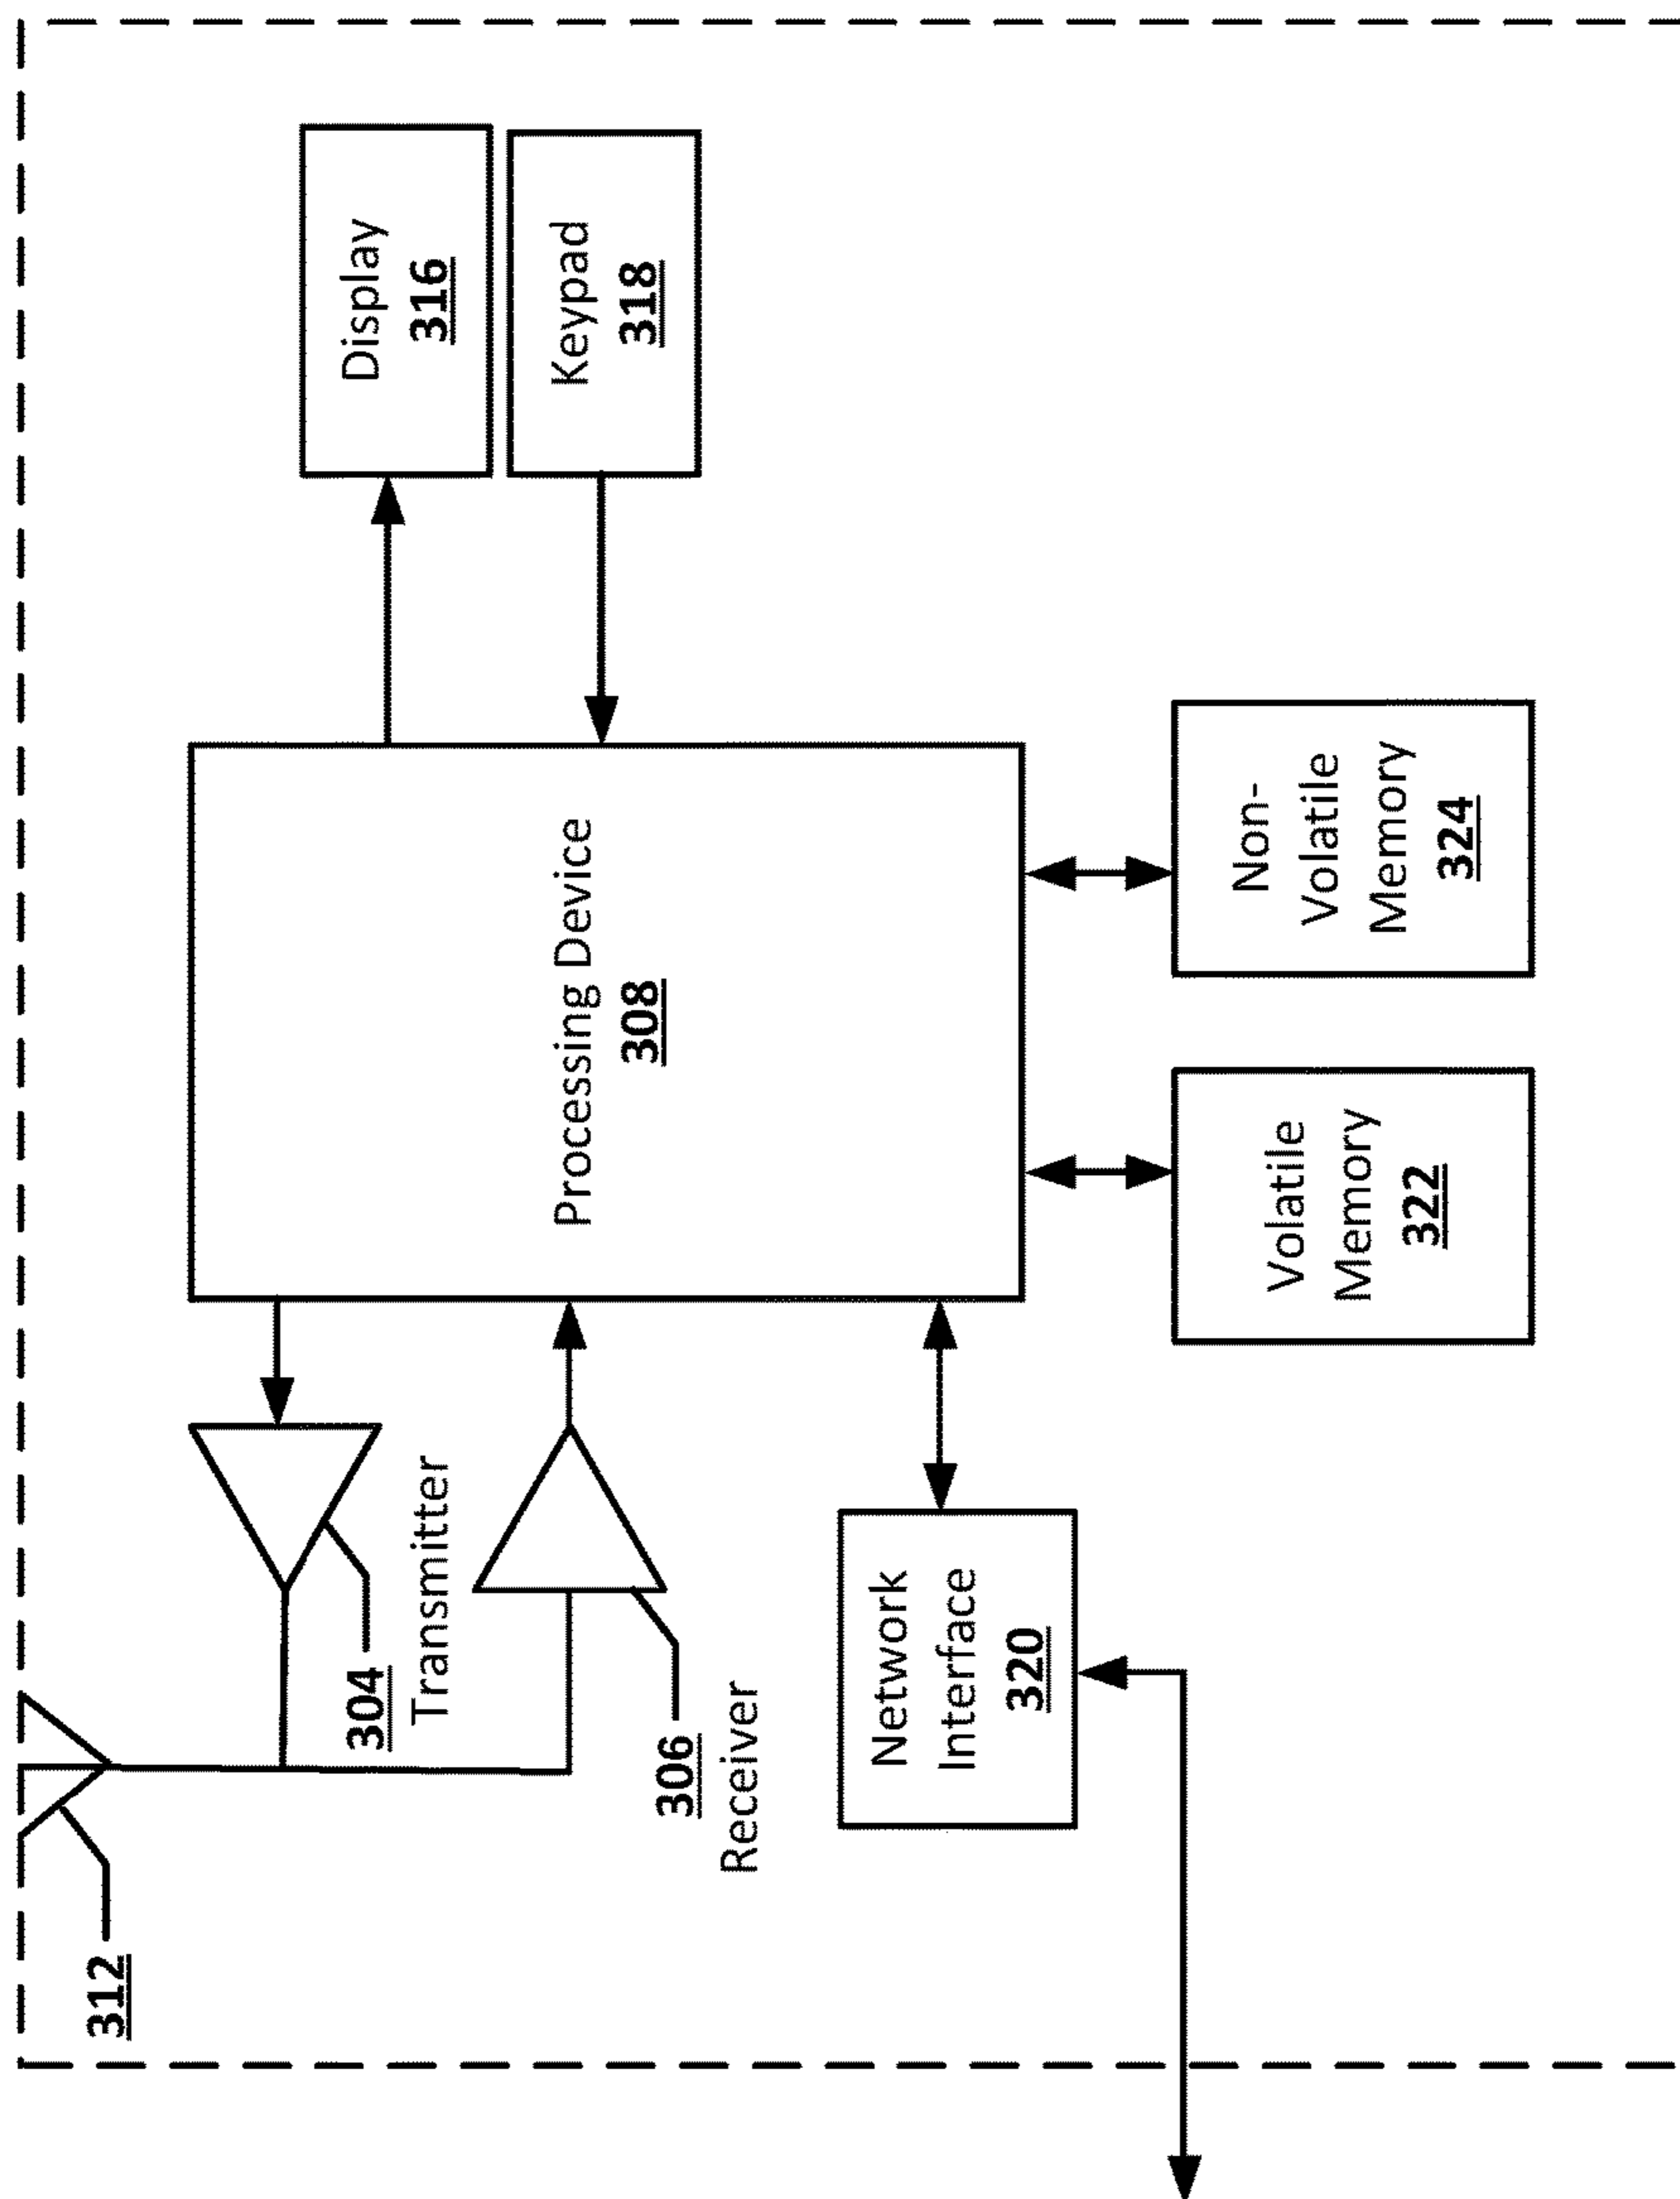 312
304
Transmitter
306
Receiver
Network
Interface
320
Processing Device
308
Display
316
Keypad
318
Volatile
Memory
322
Non-
Volatile
Memory
324